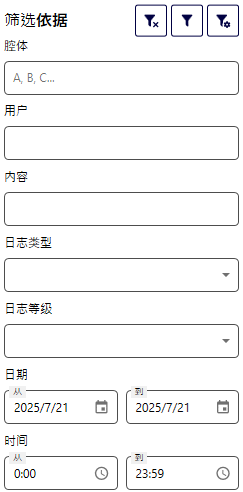 筛选依据
腔体
A, B, C...
用户
内容
日志类型
日志等级
日期
从 到
2025/7/21 2025/7/21
时间
从 到
0:00 23:59